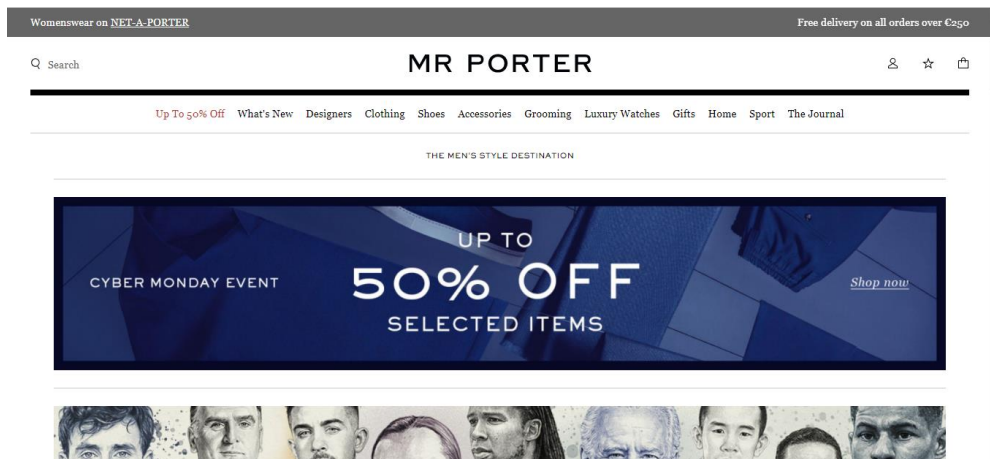 Womenswear on NET-A-PORTER
Free delivery on all orders over €250
Search
MR PORTER
Up To 50% Off What's New Designers Clothing Shoes Accessories Grooming Luxury Watches Gifts Home Sport The Journal
THE MEN'S STYLE DESTINATION
CYBER MONDAY EVENT
UP TO
50% OFF
SELECTED ITEMS
Shop now